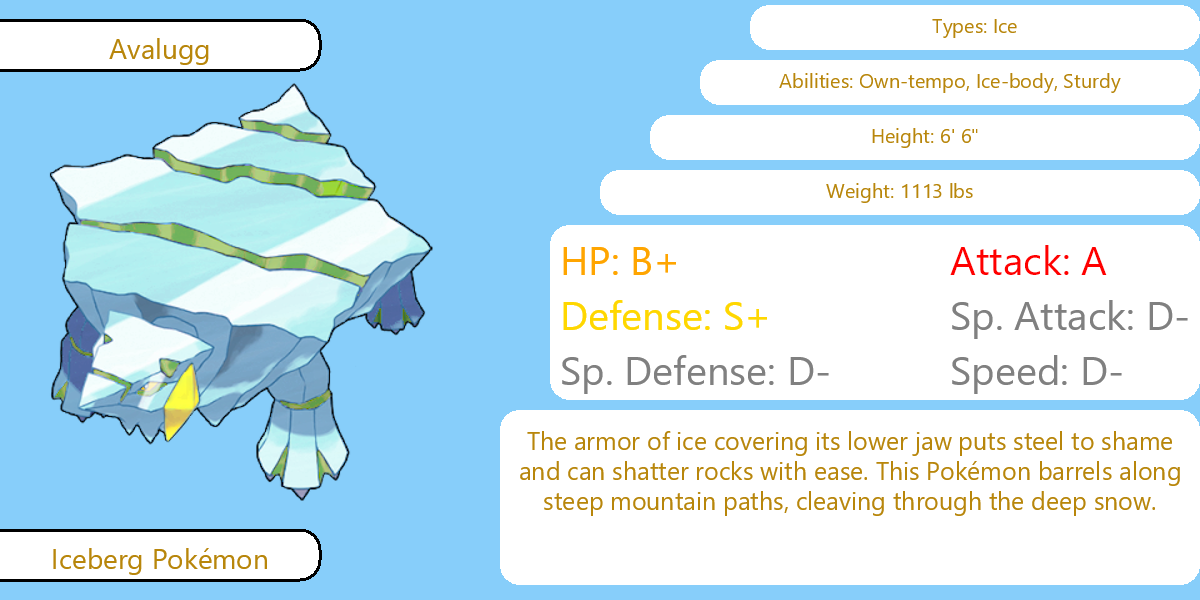 Avalugg
Types: Ice
Abilities: Own-tempo, Ice-body, Sturdy
Height: 6' 6"
Weight: 1113 lbs
HP: B+
Attack: A
Defense: S+
Sp. Attack: D-
Sp. Defense: D-
Speed: D-
The armor of ice covering its lower jaw puts steel to shame
and can shatter rocks with ease. This Pokémon barrels along
steep mountain paths, cleaving through the deep snow.
Iceberg Pokémon